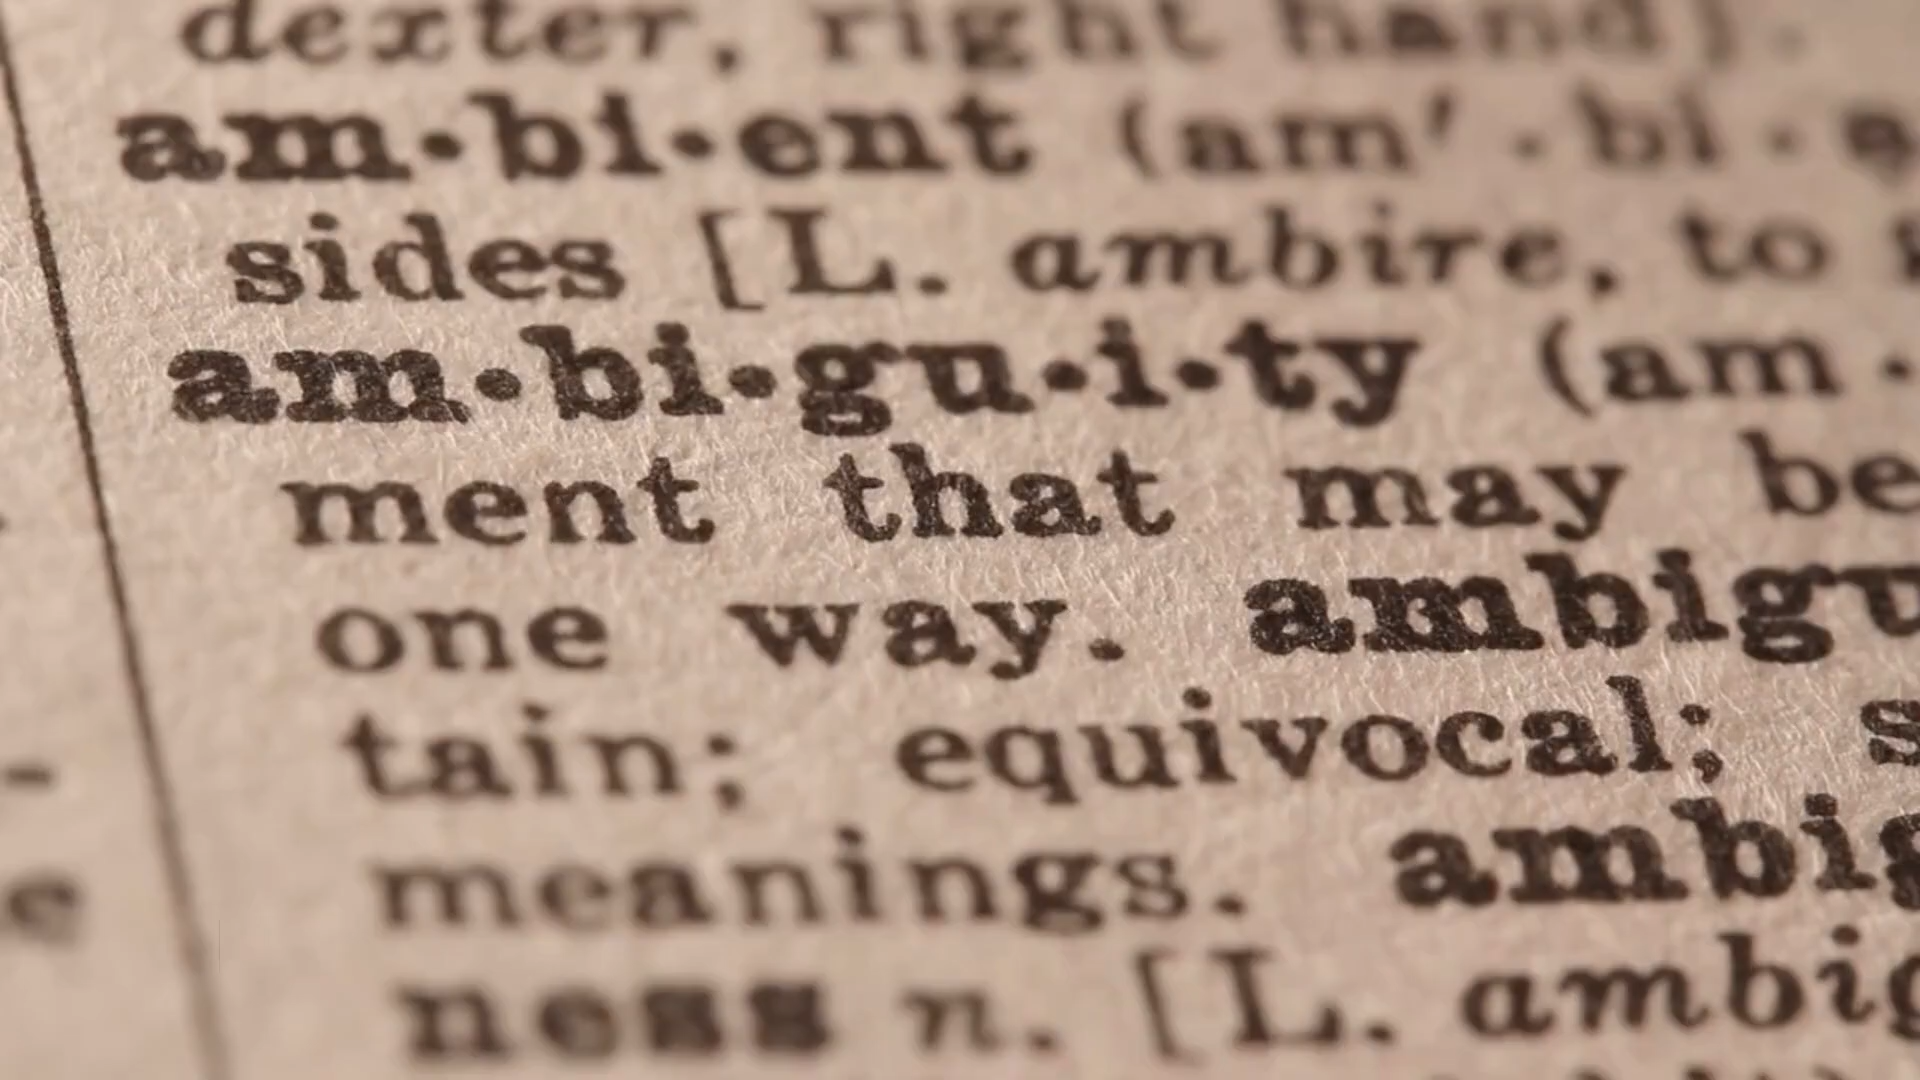 dexter, right hand].
am•bi•ent (am′ · bi ·
sides [L. ambire, to
am•bi•gu•i•ty (am ·
ment that may be
one way. ambigu
tain; equivocal; s
meanings. ambig
ness n. [L. ambig